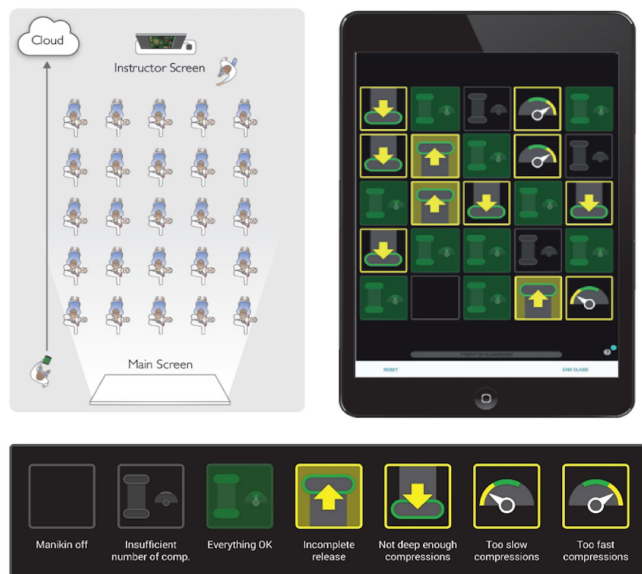 Cloud
Instructor Screen
Main Screen
RESET
END CLASS
Manikin off
Insufficient
number of comp.
Everything OK
Incomplete
release
Not deep enough
compressions
Too slow
compressions
Too fast
compressions